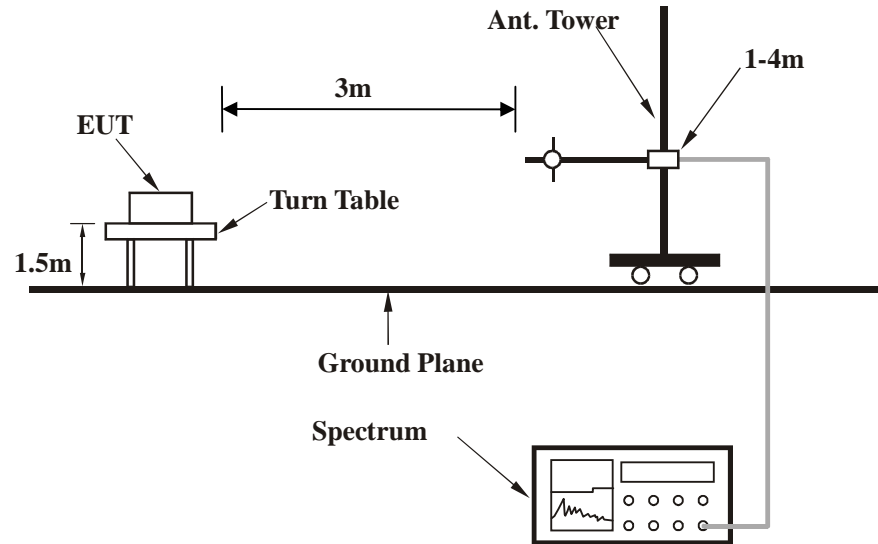 Ant. Tower
1-4m
3m
EUT
Turn Table
1.5m
Ground Plane
Spectrum